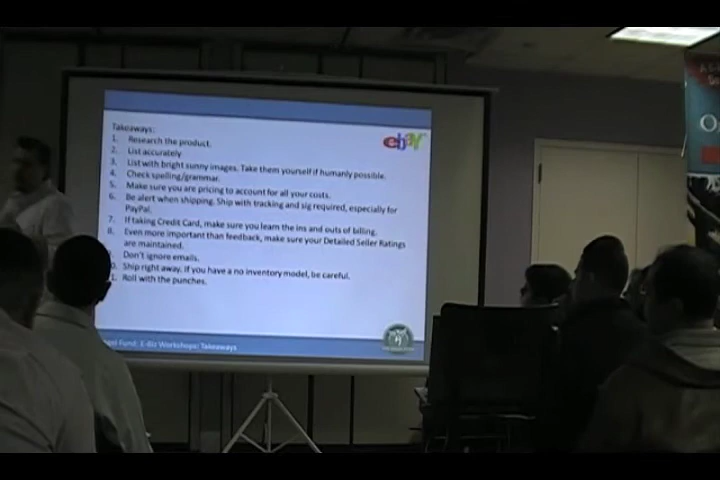 Takeaways:
1. Research the product.
2. List accurately
3. List with bright sunny images. Take them yourself if humanly possible.
4. Check spelling/grammar.
5. Make sure you are pricing to account for all your costs.
6. Be alert when shipping. Ship with tracking and sig required, especially for
PayPal.
7. If taking Credit Card, make sure you learn the ins and outs of billing.
8. Even more important than feedback, make sure your Detailed Seller Ratings
are maintained.
Don't ignore emails.
0. Ship right away. If you have a no inventory model, be careful.
1. Roll with the punches.
ebay
Fund: E-Biz Workshops: Takeaways